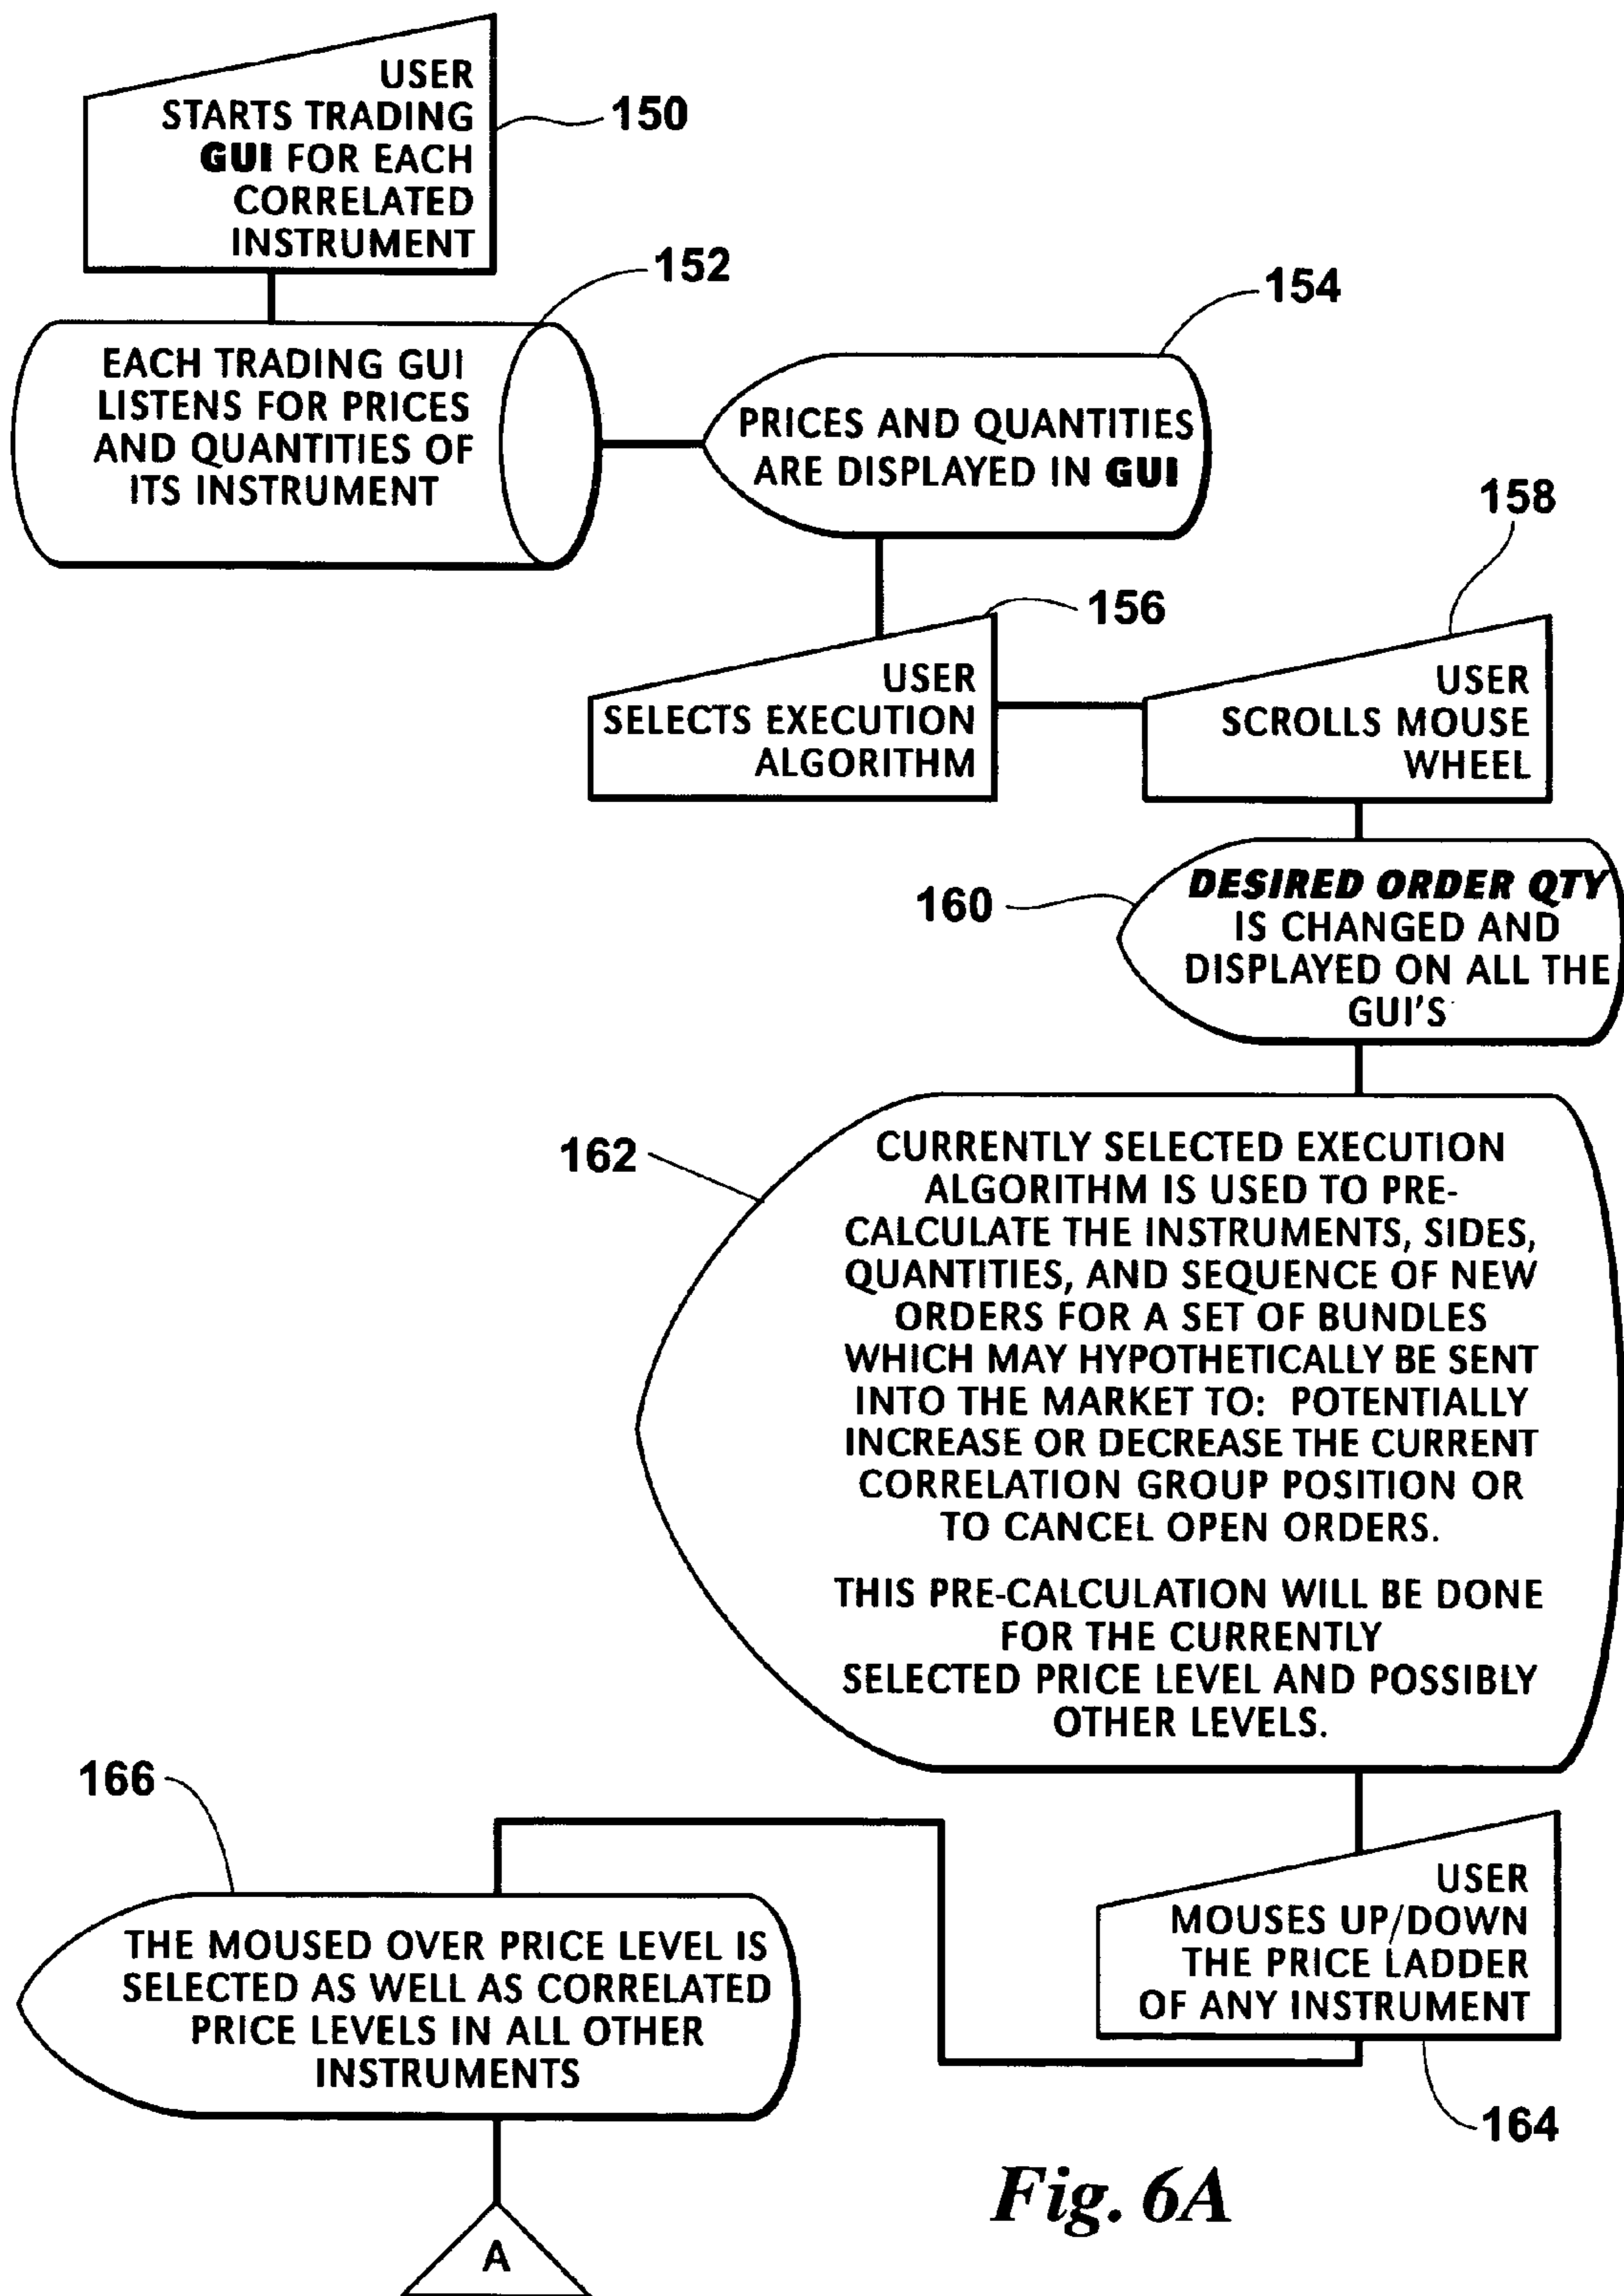 USER
STARTS TRADING
GUI FOR EACH
CORRELATED
INSTRUMENT
150
152
EACH TRADING GUI
LISTENS FOR PRICES
AND QUANTITIES OF
ITS INSTRUMENT
154
PRICES AND QUANTITIES
ARE DISPLAYED IN GUI
156
USER
SELECTS EXECUTION
ALGORITHM
158
USER
SCROLLS MOUSE
WHEEL
160
DESIRED ORDER QTY
IS CHANGED AND
DISPLAYED ON ALL THE
GUI'S
162
CURRENTLY SELECTED EXECUTION
ALGORITHM IS USED TO PRE-
CALCULATE THE INSTRUMENTS, SIDES,
QUANTITIES, AND SEQUENCE OF NEW
ORDERS FOR A SET OF BUNDLES
WHICH MAY HYPOTHETICALLY BE SENT
INTO THE MARKET TO: POTENTIALLY
INCREASE OR DECREASE THE CURRENT
CORRELATION GROUP POSITION OR
TO CANCEL OPEN ORDERS.
THIS PRE-CALCULATION WILL BE DONE
FOR THE CURRENTLY
SELECTED PRICE LEVEL AND POSSIBLY
OTHER LEVELS.
USER
MOUSES UP/DOWN
THE PRICE LADDER
OF ANY INSTRUMENT
164
166
THE MOUSED OVER PRICE LEVEL IS
SELECTED AS WELL AS CORRELATED
PRICE LEVELS IN ALL OTHER
INSTRUMENTS
A
Fig. 6A